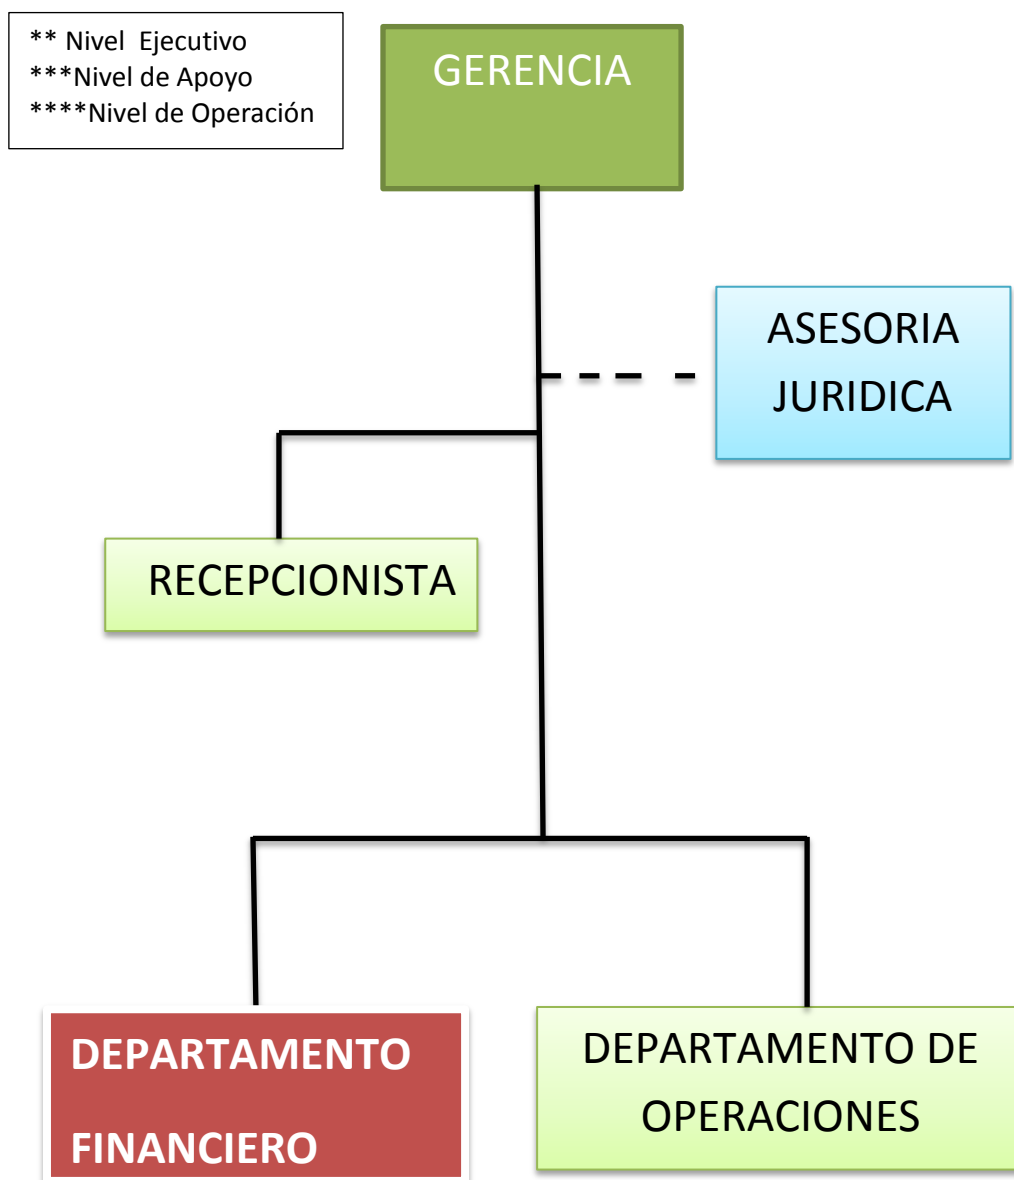 ** Nivel  Ejecutivo
***Nivel de Apoyo
****Nivel de Operación
GERENCIA
ASESORIA
JURIDICA
RECEPCIONISTA
DEPARTAMENTO
FINANCIERO
DEPARTAMENTO DE
OPERACIONES